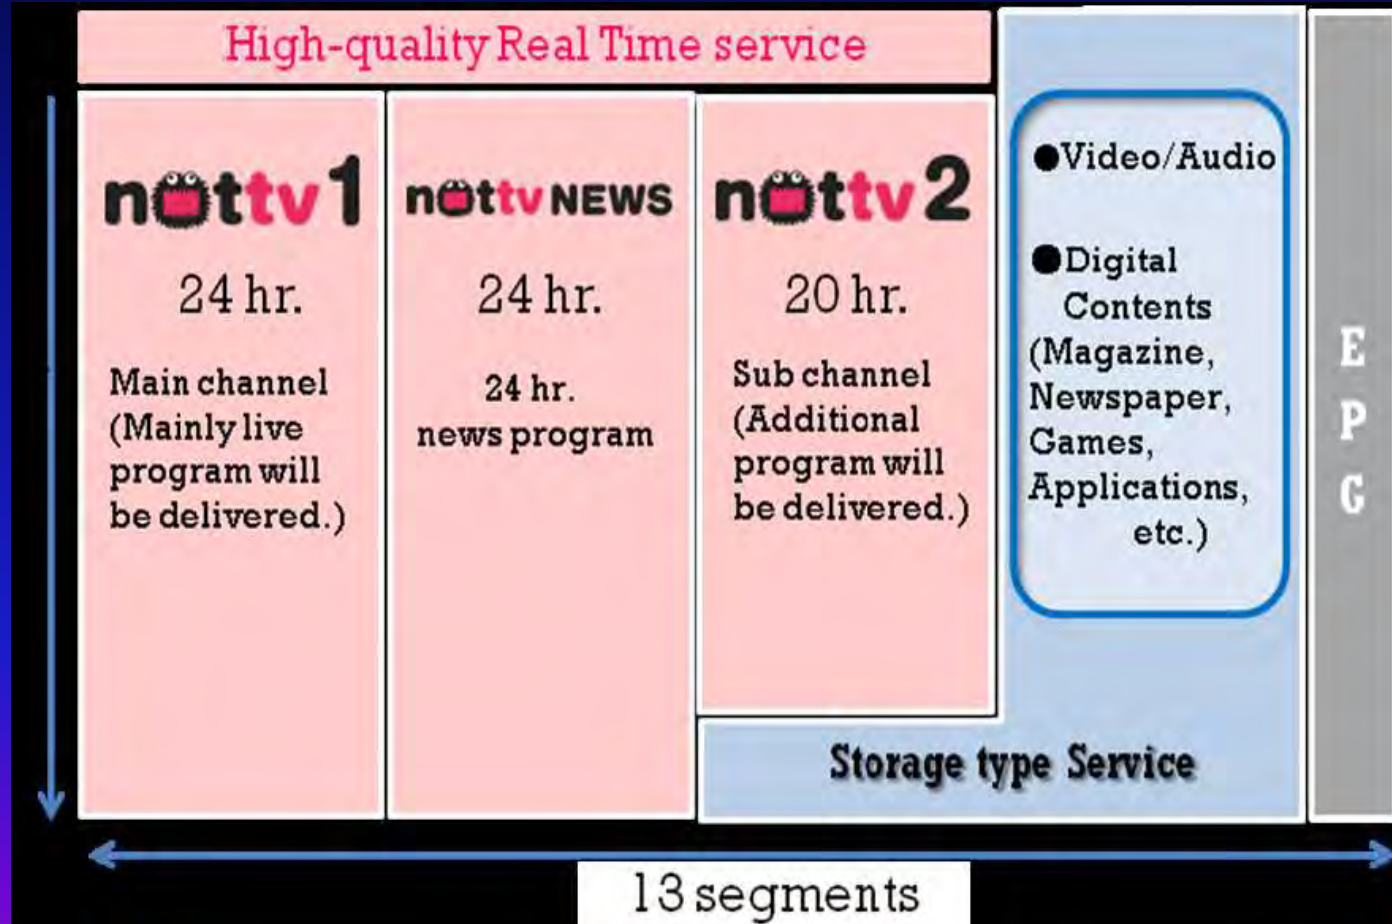 High-quality Real Time service
nottv1
24 hr.
Main channel
(Mainly live
program will
be delivered.)
nottv NEWS
24 hr.
24 hr.
news program
nottv2
20 hr.
Sub channel
(Additional
program will
be delivered.)
●Video/Audio
●Digital
Contents
(Magazine,
Newspaper,
Games,
Applications,
etc.)
Storage type Service
E
P
G
13 segments